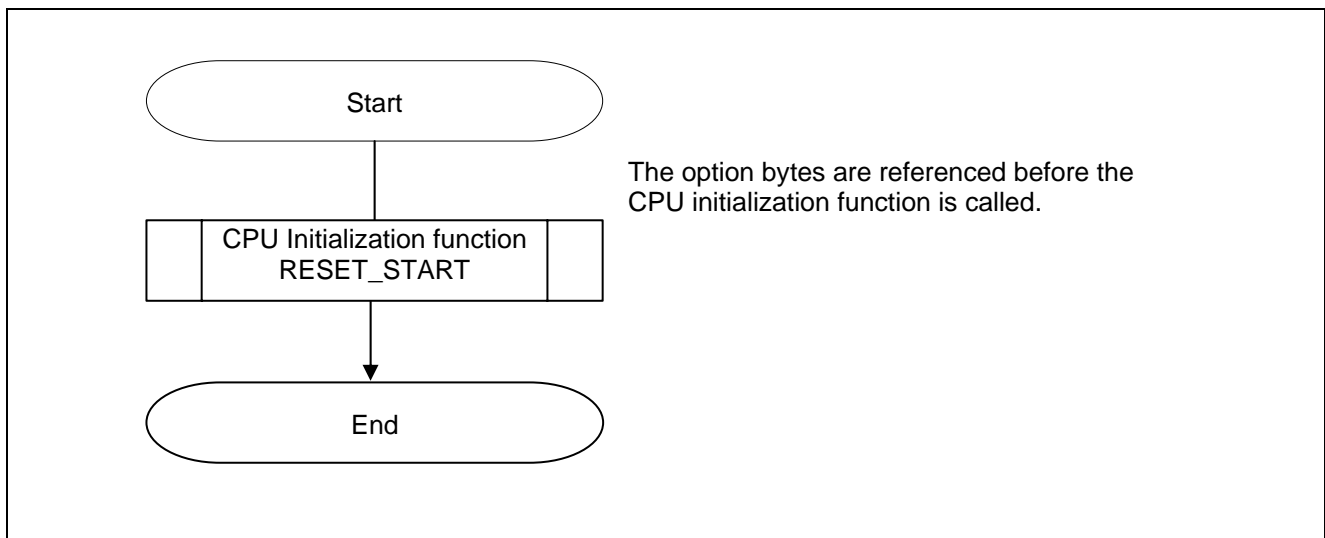 Start
The option bytes are referenced before the
CPU initialization function is called.
CPU Initialization function
RESET_START
End